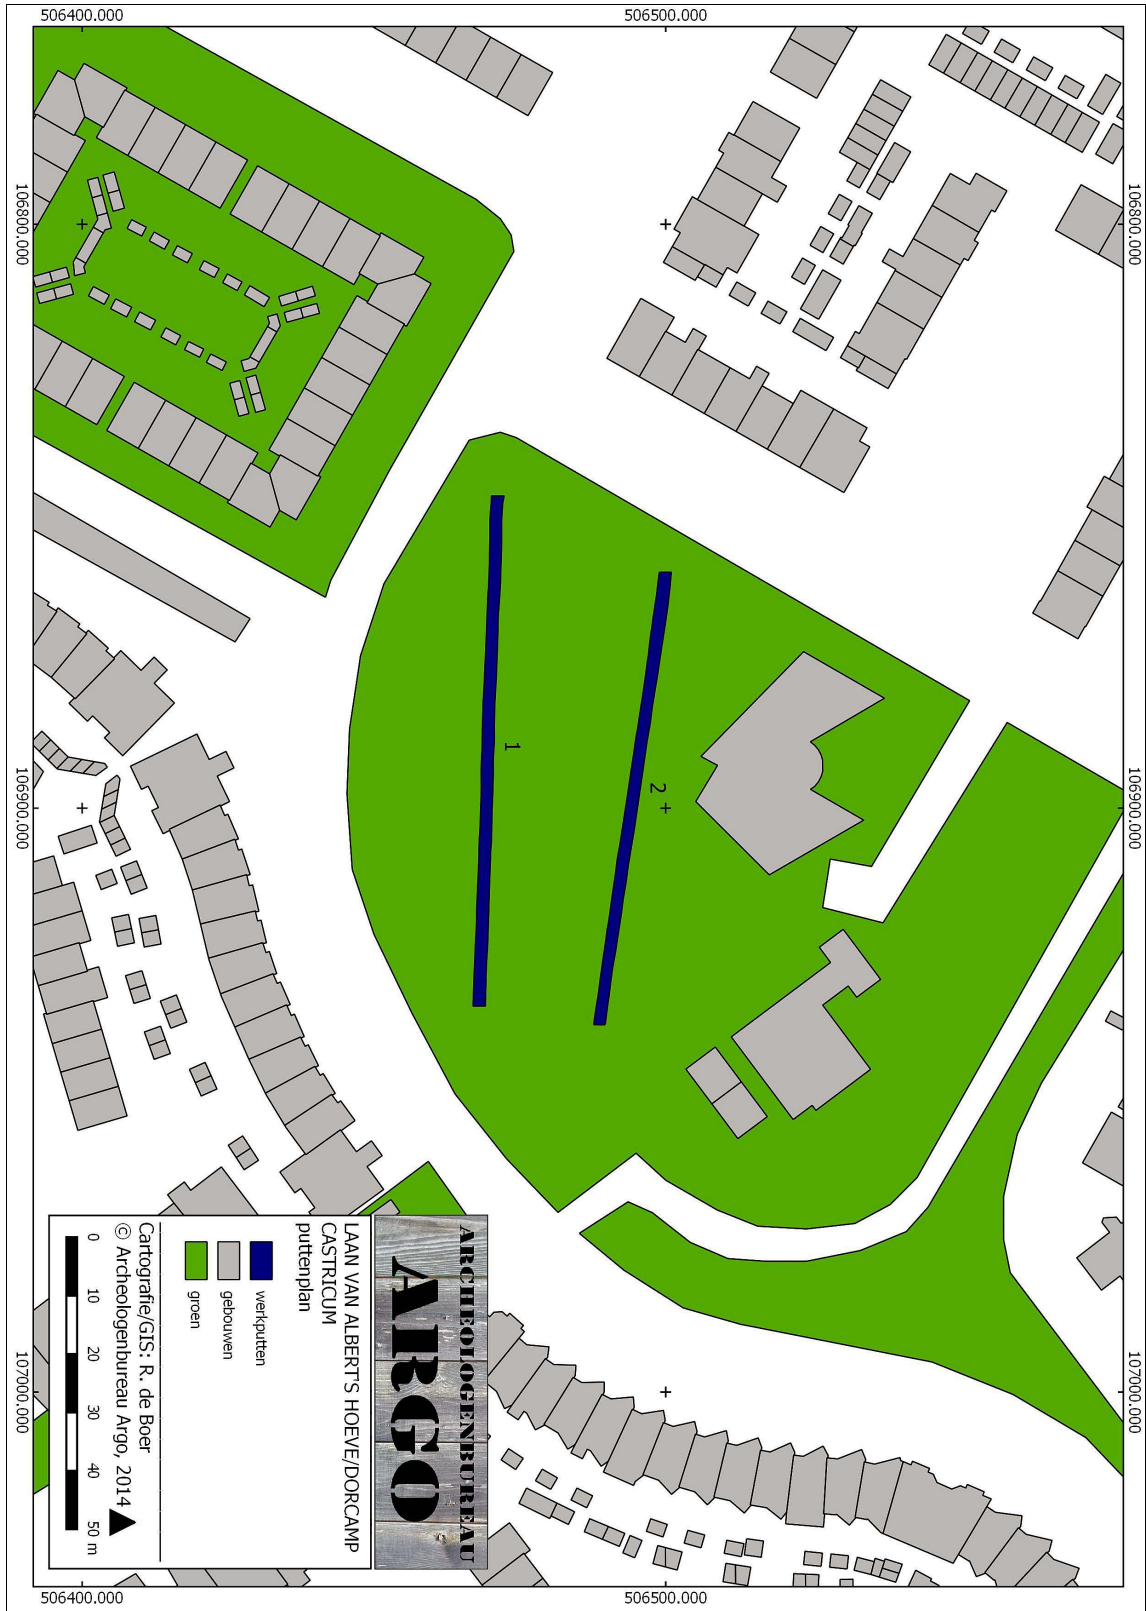 506400.000
506500.000
106800.000
106800.000
106900.000
107000.000
107000.000
1
2
ARCHEOLOGENBUREAU
ARGO
LAAN VAN ALBERT'S HOEVE/DORCAMP
CASTRICUM
puttenplan
werkputten
gebouwen
groen
Cartografie/GIS: R. de Boer
© Archeologenbureau Argo, 2014
0 10 20 30 40 50 m
106900.000
506400.000
506500.000